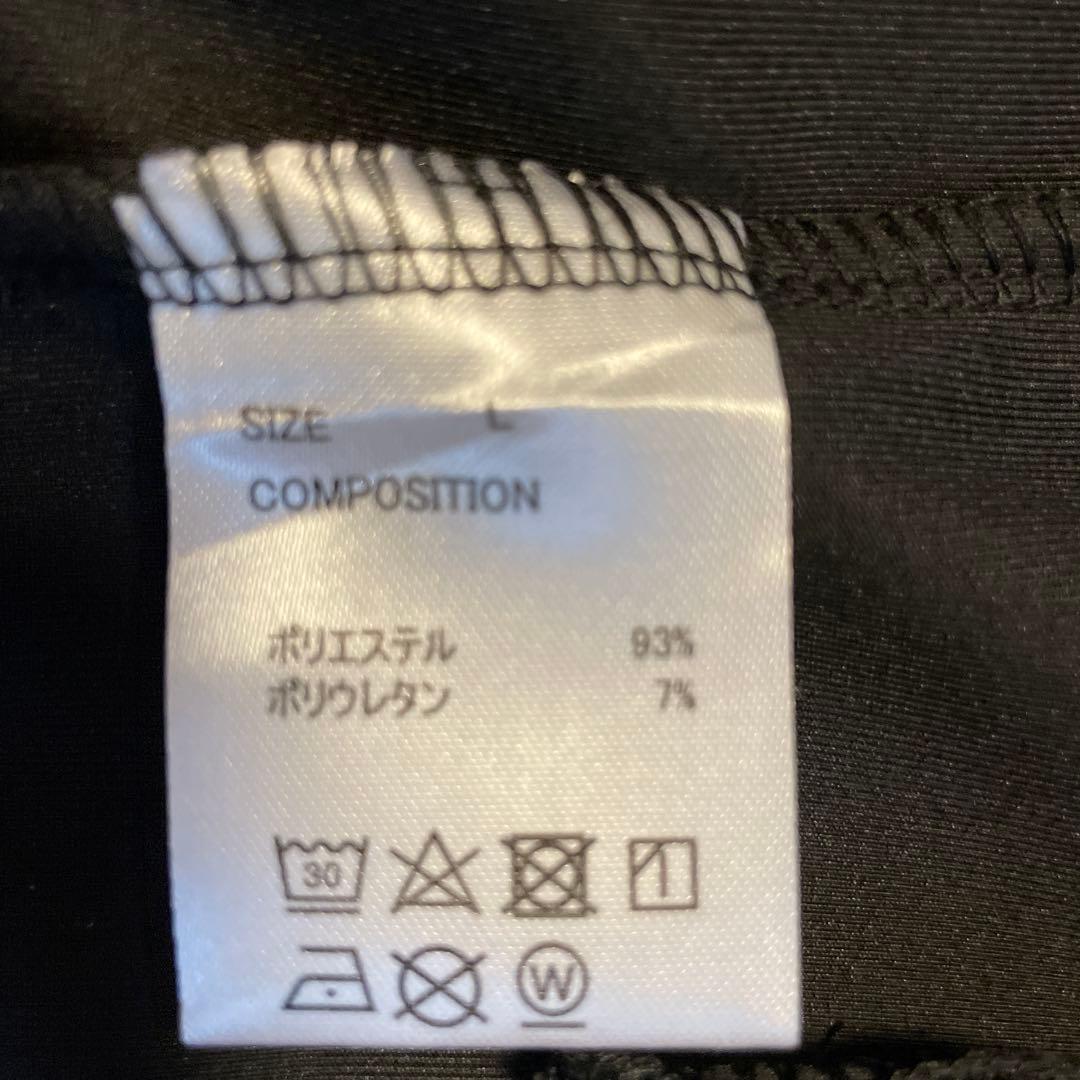 SIZE L
COMPOSITION
ポリエステル 93%
ポリウレタン 7%
30
W